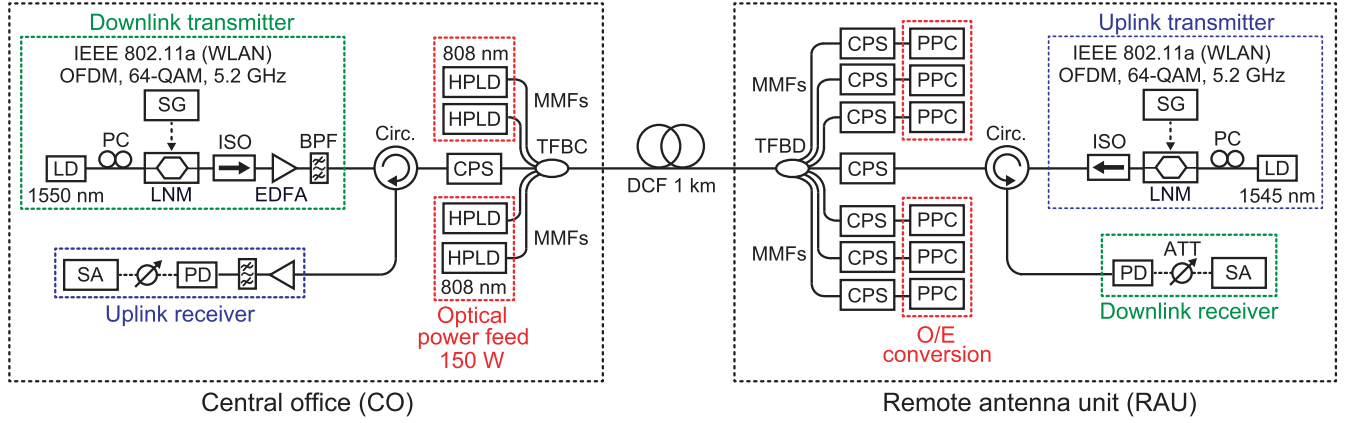 Downlink transmitter
IEEE 802.11a (WLAN)
OFDM, 64-QAM, 5.2 GHz
SG
PC
ISO
BPF
LD
1550 nm
LNM
EDFA
Circ.
CPS
808 nm
HPLD
HPLD
MMFs
TFBC
HPLD
HPLD
MMFs
808 nm
Optical
power feed
150 W
SA
PD
Uplink receiver
Central office (CO)
DCF 1 km
TFBD
MMFs
CPS
PPC
CPS
PPC
CPS
PPC
CPS
MMFs
CPS
PPC
CPS
PPC
CPS
PPC
O/E
conversion
Circ.
Uplink transmitter
IEEE 802.11a (WLAN)
OFDM, 64-QAM, 5.2 GHz
SG
ISO
PC
LNM
LD
1545 nm
PD
ATT
SA
Downlink receiver
Remote antenna unit (RAU)